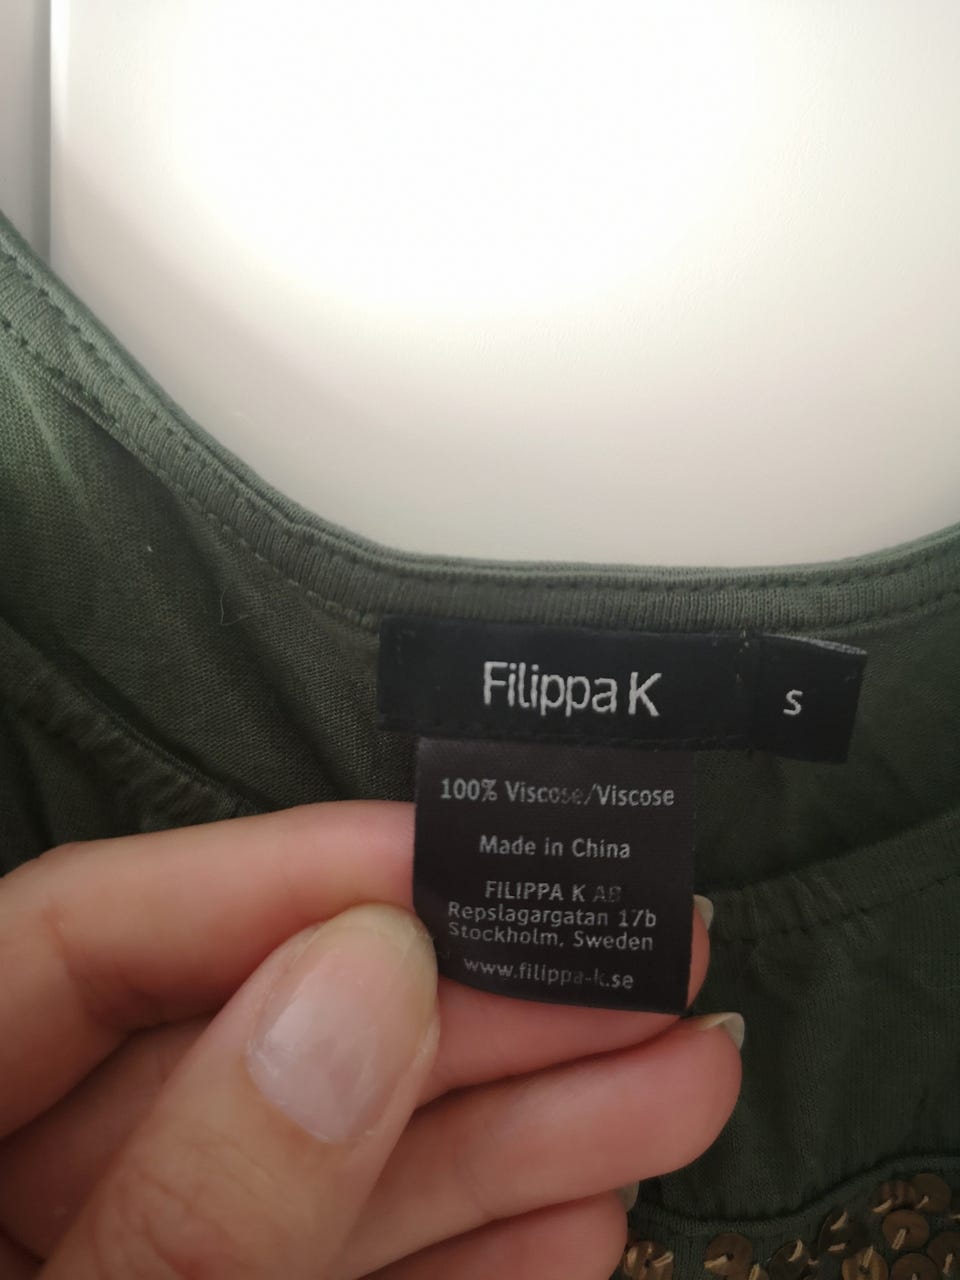 Filippa K
S
100% Viscose/Viscose
Made in China
FILIPPA K AB
Repslagargatan 17b
Stockholm, Sweden
www.filippa-k.se